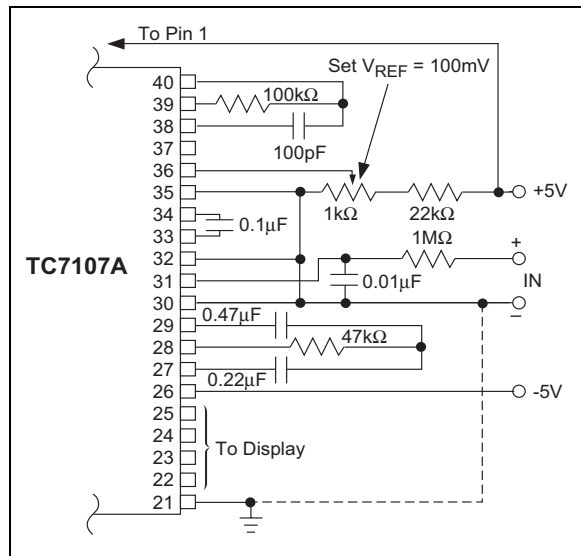 To Pin 1
Set VREF = 100mV
TC7107A
40
39
38
37
36
35
34
33
32
31
30
29
28
27
26
25
24
23
22
21
100kΩ
100pF
1kΩ
22kΩ
+5V
0.1µF
1MΩ
+
IN
–
0.01µF
0.47µF
47kΩ
0.22µF
-5V
To Display